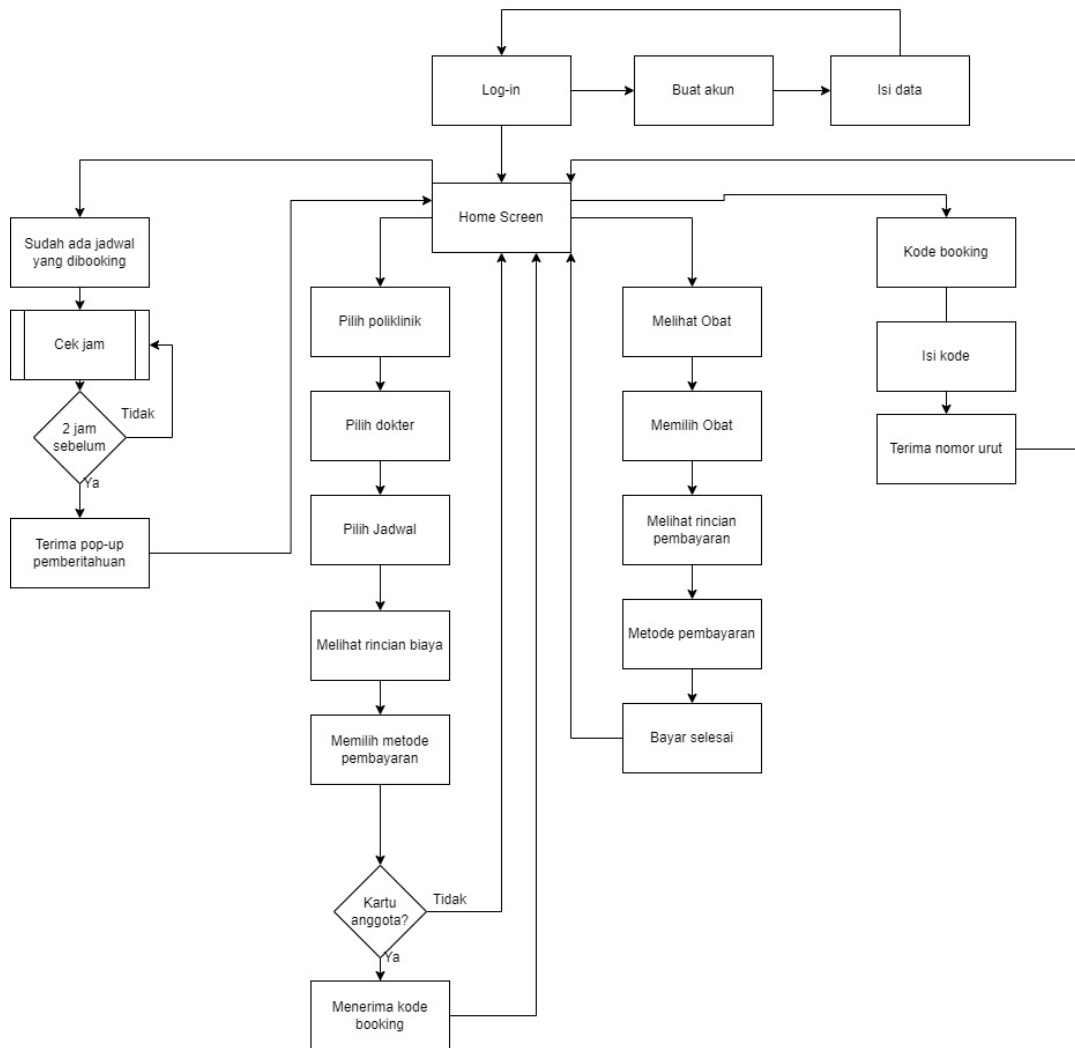 Log-in
Buat akun
Isi data
Home Screen
Sudah ada jadwal
yang dibooking
Cek jam
Tidak
2 jam
sebelum
Ya
Terima pop-up
pemberitahuan
Pilih poliklinik
Pilih dokter
Pilih Jadwal
Melihat rincian biaya
Memilih metode
pembayaran
Kartu
anggota?
Tidak
Ya
Menerima kode
booking
Melihat Obat
Memilih Obat
Melihat rincian
pembayaran
Metode pembayaran
Bayar selesai
Kode booking
Isi kode
Terima nomor urut